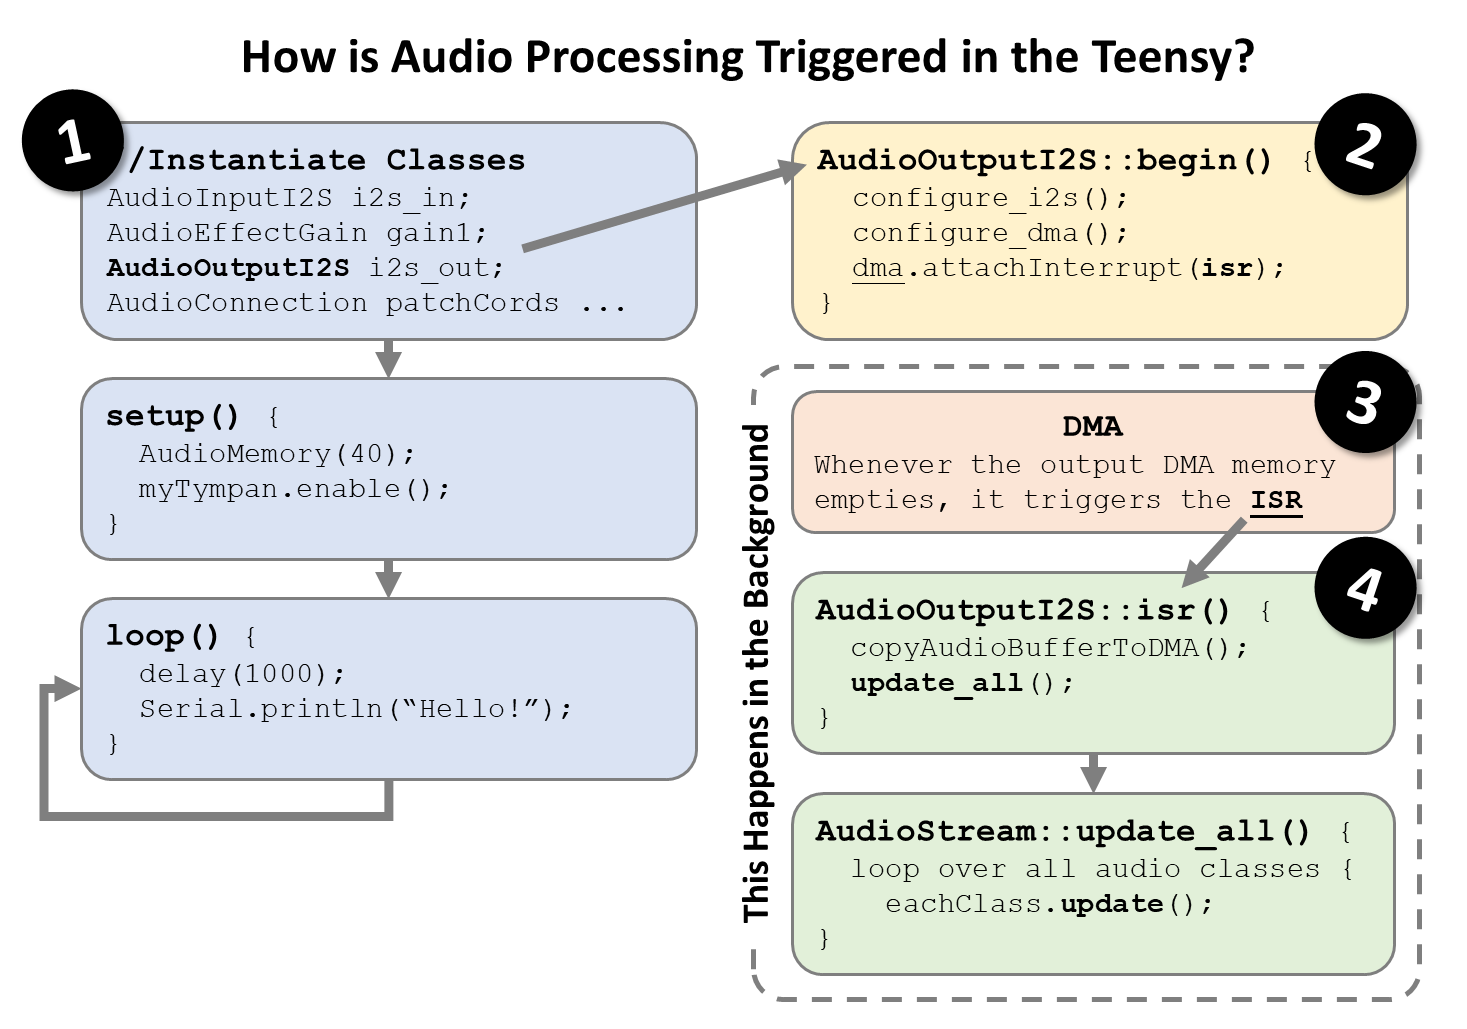 How is Audio Processing Triggered in the Teensy?
1
/Instantiate Classes
AudioInputI2S i2s_in;
AudioEffectGain gain1;
AudioOutputI2S i2s_out;
AudioConnection patchCords ...
setup() {
AudioMemory(40);
myTympan.enable();
}
loop() {
delay(1000);
Serial.println(“Hello!”);
}
2
AudioOutputI2S::begin() {
configure_i2s();
configure_dma();
dma.attachInterrupt(isr);
}
This Happens in the Background
3
DMA
Whenever the output DMA memory
empties, it triggers the ISR
4
AudioOutputI2S::isr() {
copyAudioBufferToDMA();
update_all();
}
AudioStream::update_all() {
loop over all audio classes {
eachClass.update();
}